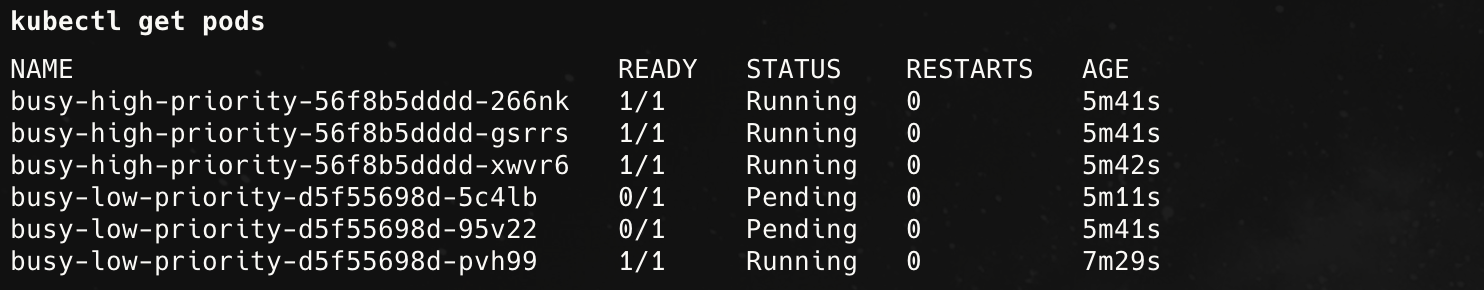 kubectl get pods
NAME READY STATUS RESTARTS AGE
busy-high-priority-56f8b5dddd-266nk 1/1 Running 0 5m41s
busy-high-priority-56f8b5dddd-gsrrs 1/1 Running 0 5m41s
busy-high-priority-56f8b5dddd-xwvr6 1/1 Running 0 5m42s
busy-low-priority-d5f55698d-5c4lb 0/1 Pending 0 5m11s
busy-low-priority-d5f55698d-95v22 0/1 Pending 0 5m41s
busy-low-priority-d5f55698d-pvh99 1/1 Running 0 7m29s